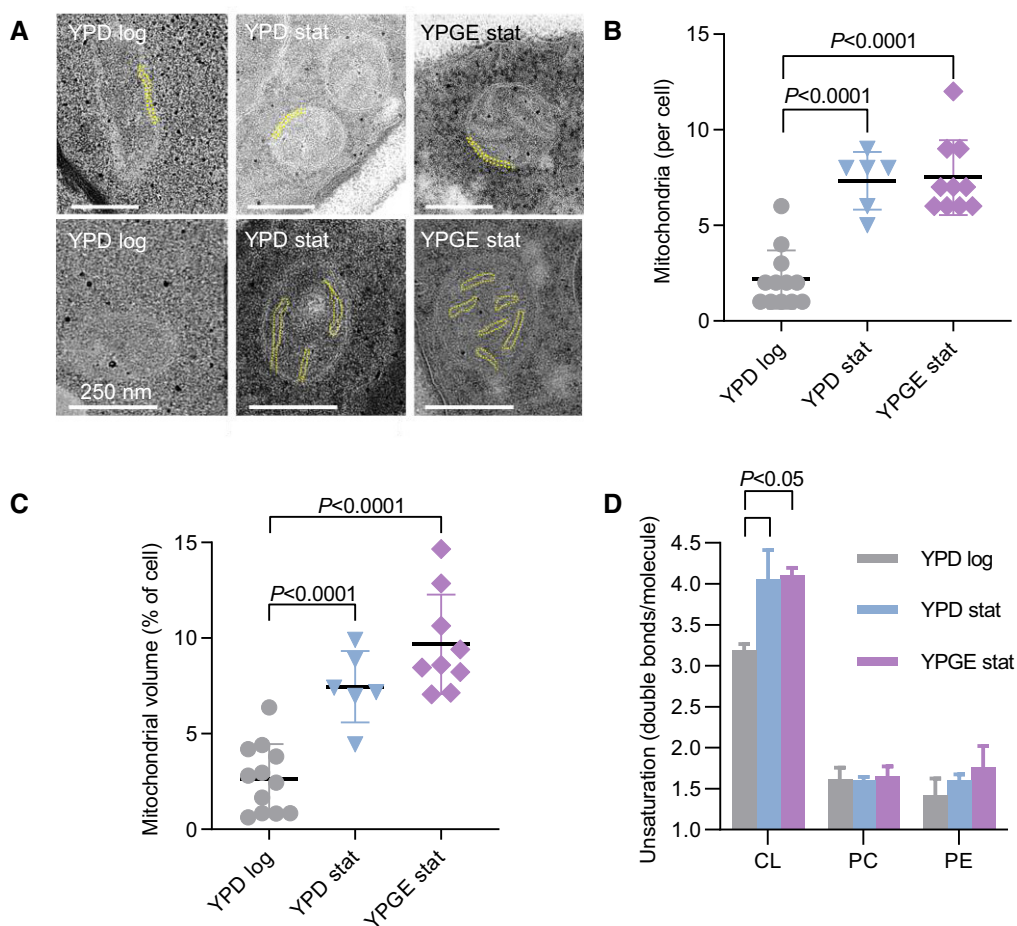 A
YPD log
YPD stat
YPGE stat
YPD log
YPD stat
YPGE stat
250 nm
B
Mitochondria (per cell)
15
10
5
0
P<0.0001
P<0.0001
YPD log
YPD stat
YPGE stat
C
Mitochondrial volume (% of cell)
15
10
5
0
P<0.0001
P<0.0001
YPD log
YPD stat
YPGE stat
D
Unsaturation (double bonds/molecule)
4.5
4.0
3.5
3.0
2.5
2.0
1.5
1.0
P<0.05
YPD log
YPD stat
YPGE stat
CL
PC
PE